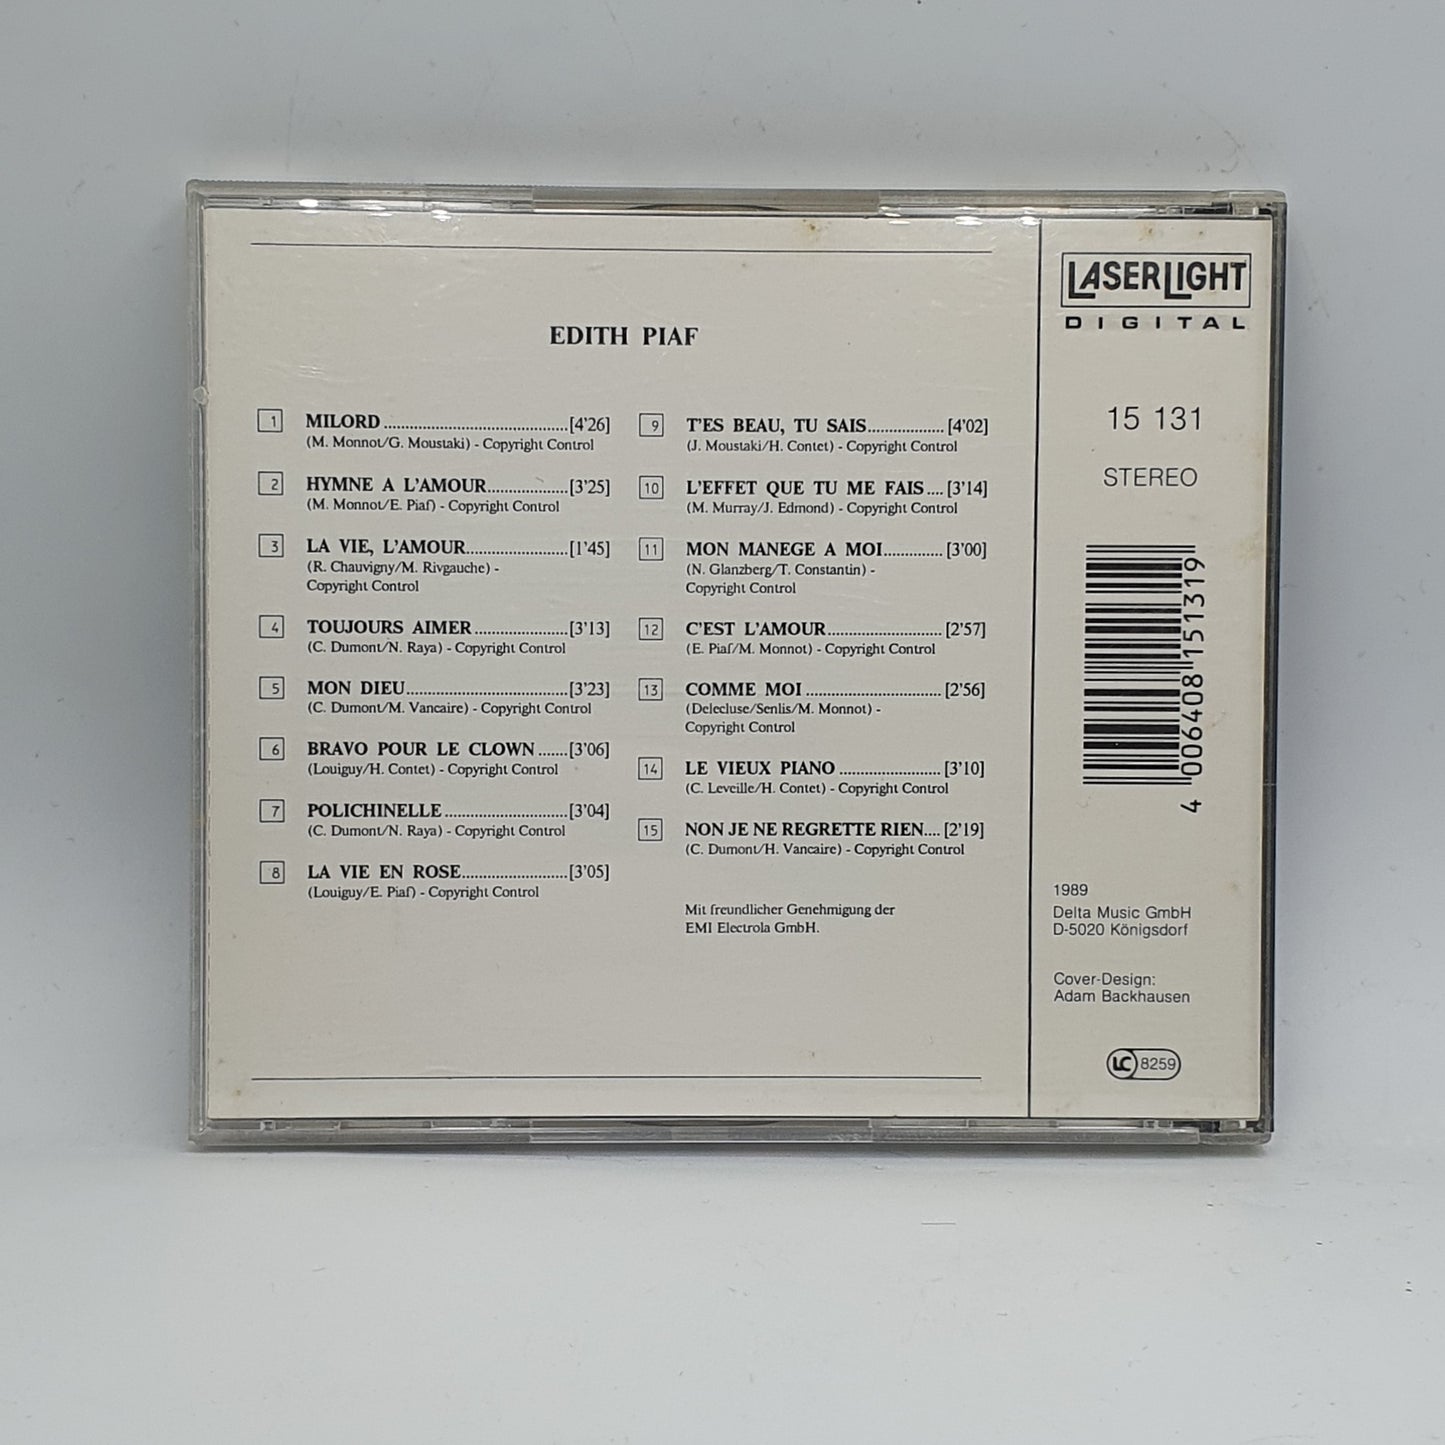 EDITH PIAF
1 MILORD [4'26]
(M. Monnot/G. Moustaki) - Copyright Control
2 HYMNE A L'AMOUR [3'25]
(M. Monnot/E. Piaf) - Copyright Control
3 LA VIE, L'AMOUR [1'45]
(R. Chauvigny/M. Rivgauche) -
Copyright Control
4 TOUJOURS AIMER [3'13]
(C. Dumont/N. Raya) - Copyright Control
5 MON DIEU [3'23]
(C. Dumont/M. Vancaire) - Copyright Control
6 BRAVO POUR LE CLOWN [3'06]
(Louiguy/H. Contet) - Copyright Control
7 POLICHINELLE [3'04]
(C. Dumont/N. Raya) - Copyright Control
8 LA VIE EN ROSE [3'05]
(Louiguy/E. Piaf) - Copyright Control
9 T'ES BEAU, TU SAIS [4'02]
(J. Moustaki/H. Contet) - Copyright Control
10 L'EFFET QUE TU ME FAIS [3'14]
(M. Murray/J. Edmond) - Copyright Control
11 MON MANEGE A MOI [3'00]
(N. Glanzberg/T. Constantin) -
Copyright Control
12 C'EST L'AMOUR [2'57]
(E. Piaf/M. Monnot) - Copyright Control
13 COMME MOI [2'56]
(Delecluse/Senlis/M. Monnot) -
Copyright Control
14 LE VIEUX PIANO [3'10]
(C. Leveille/H. Contet) - Copyright Control
15 NON JE NE REGRETTE RIEN [2'19]
(C. Dumont/H. Vancaire) - Copyright Control
Mit freundlicher Genehmigung der
EMI Electrola GmbH.
LASERLIGHT
DIGITAL
15 131
STEREO
4 006408 151319
1989
Delta Music GmbH
D-5020 Königsdorf
Cover-Design:
Adam Backhausen
LC 8259